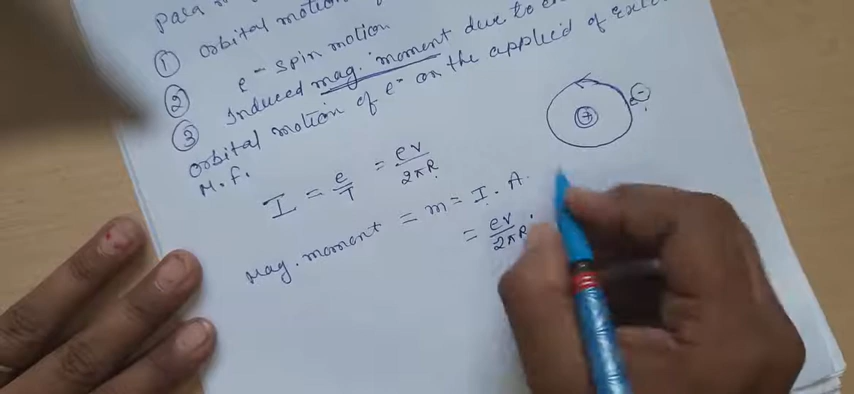 Para m
① orbital motion of
② e- spin motion
③ Induced mag. moment due to
orbital motion of e- on the applied of
M.F.
I = e/T = ev/2πR
Mag. moment = m = I . A
= ev/2πR .
+ -